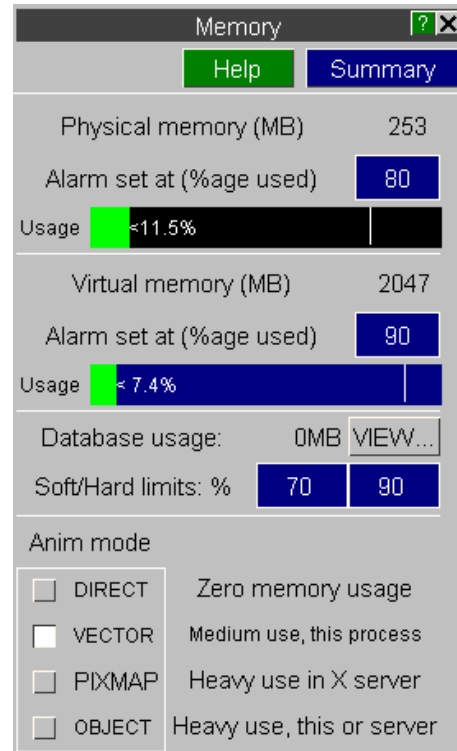 Memory ? X
Help Summary
Physical memory (MB) 253
Alarm set at (%age used) 80
Usage <11.5%
Virtual memory (MB) 2047
Alarm set at (%age used) 90
Usage < 7.4%
Database usage: 0MB VIEW...
Soft/Hard limits: % 70 90
Anim mode
DIRECT Zero memory usage
VECTOR Medium use, this process
PIXMAP Heavy use in X server
OBJECT Heavy use, this or server